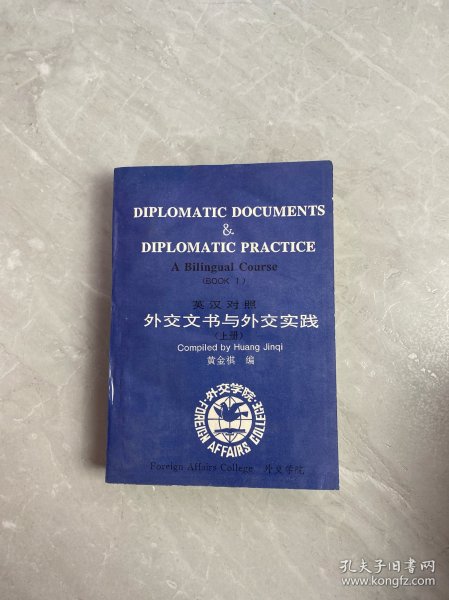 DIPLOMATIC DOCUMENTS
&
DIPLOMATIC PRACTICE
A Bilingual Course
(BOOK I)
英汉对照
外交文书与外交实践
(上册)
Compiled by Huang Jinqi
黄金祺 编
·外交学院·
FOREIGN AFFAIRS COLLEGE
Foreign Affairs College 外交学院
孔夫子旧书网
www.kongfz.com